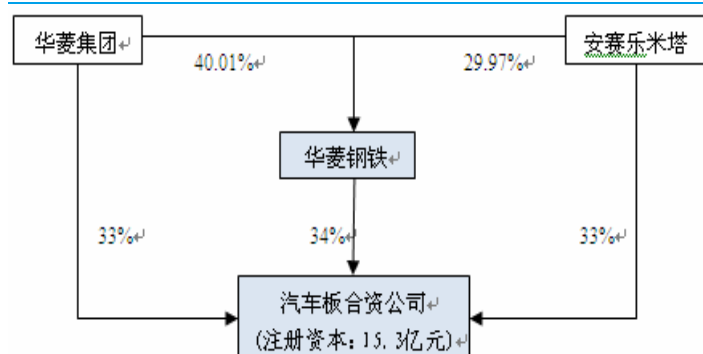 华菱集团
安赛乐米塔
40.01%
29.97%
华菱钢铁
33%
34%
33%
汽车板合资公司
(注册资本：15.3亿元)